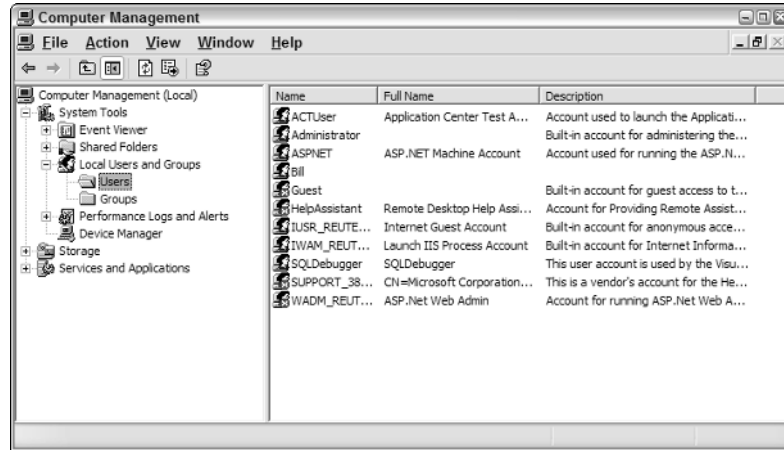 Computer Management
File Action View Window Help
Computer Management (Local)
System Tools
Event Viewer
Shared Folders
Local Users and Groups
Users
Groups
Performance Logs and Alerts
Device Manager
Storage
Services and Applications
Name Full Name Description
ACTUser Application Center Test A... Account used to launch the Applicati...
Administrator Built-in account for administering the...
ASPNET ASP.NET Machine Account Account used for running the ASP.N...
Bill
Guest Built-in account for guest access to t...
HelpAssistant Remote Desktop Help Assi... Account for Providing Remote Assist...
IUSR_REUTE... Internet Guest Account Built-in account for anonymous acce...
IWAM_REUT... Launch IIS Process Account Built-in account for Internet Informa...
SQLDebugger SQLDebugger This user account is used by the Visu...
SUPPORT_38... CN=Microsoft Corporation... This is a vendor's account for the He...
WADM_REUT... ASP.Net Web Admin Account for running ASP.Net Web A...